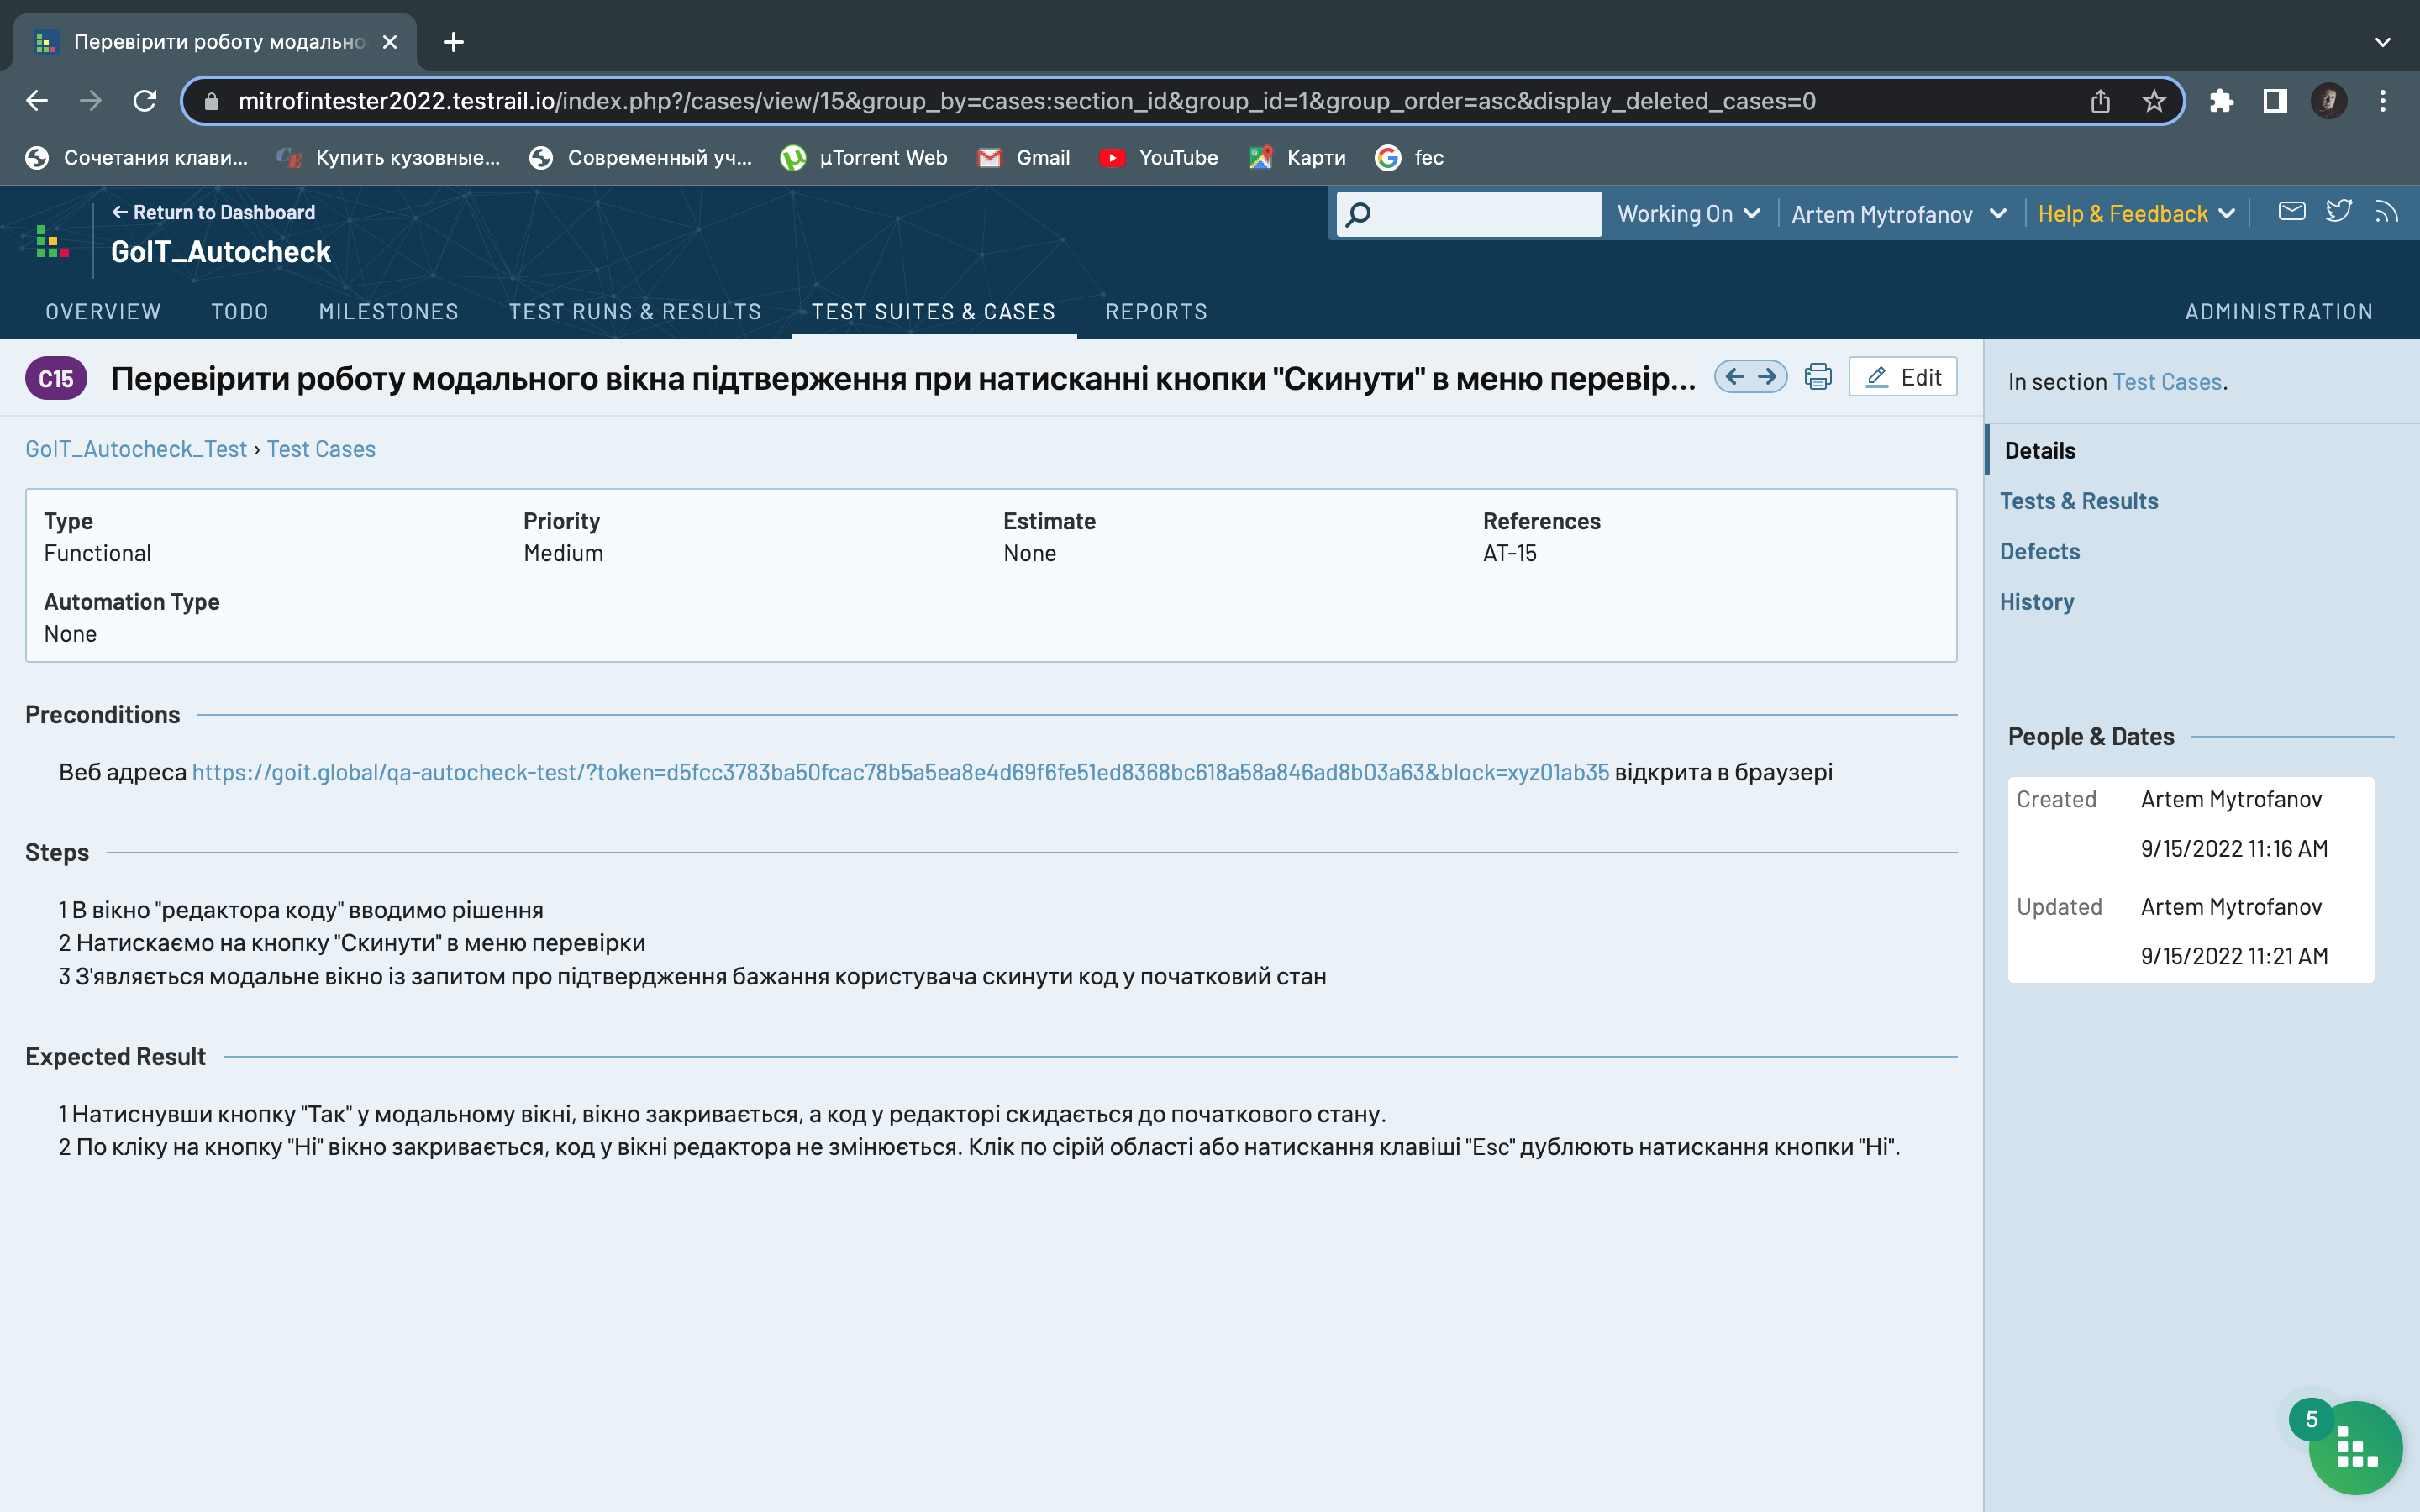 Перевірити роботу модально
mitrofintester2022.testrail.io/index.php?/cases/view/15&group_by=cases:section_id&group_id=1&group_order=asc&display_deleted_cases=0
Сочетания клави... Купить кузовные... Современный уч... µTorrent Web Gmail YouTube Карти fec
Return to Dashboard
GoIT_Autocheck
Working On Artem Mytrofanov Help & Feedback
OVERVIEW TODO MILESTONES TEST RUNS & RESULTS TEST SUITES & CASES REPORTS ADMINISTRATION
C15 Перевірити роботу модального вікна підтверження при натисканні кнопки "Скинути" в меню перевір... Edit
GoIT_Autocheck_Test › Test Cases
Type Priority Estimate References
Functional Medium None AT-15
Automation Type
None
Preconditions
Веб адреса https://goit.global/qa-autocheck-test/?token=d5fcc3783ba50fcac78b5a5ea8e4d69f6fe51ed8368bc618a58a846ad8b03a63&block=xyz01ab35 відкрита в браузері
Steps
1 В вікно "редактора коду" вводимо рішення
2 Натискаємо на кнопку "Скинути" в меню перевірки
3 З'являється модальне вікно із запитом про підтвердження бажання користувача скинути код у початковий стан
Expected Result
1 Натиснувши кнопку "Так" у модальному вікні, вікно закривається, а код у редакторі скидається до початкового стану.
2 По кліку на кнопку "Ні" вікно закривається, код у вікні редактора не змінюється. Клік по сірій області або натискання клавіші "Esc" дублюють натискання кнопки "Ні".
In section Test Cases.
Details
Tests & Results
Defects
History
People & Dates
Created Artem Mytrofanov
9/15/2022 11:16 AM
Updated Artem Mytrofanov
9/15/2022 11:21 AM
5